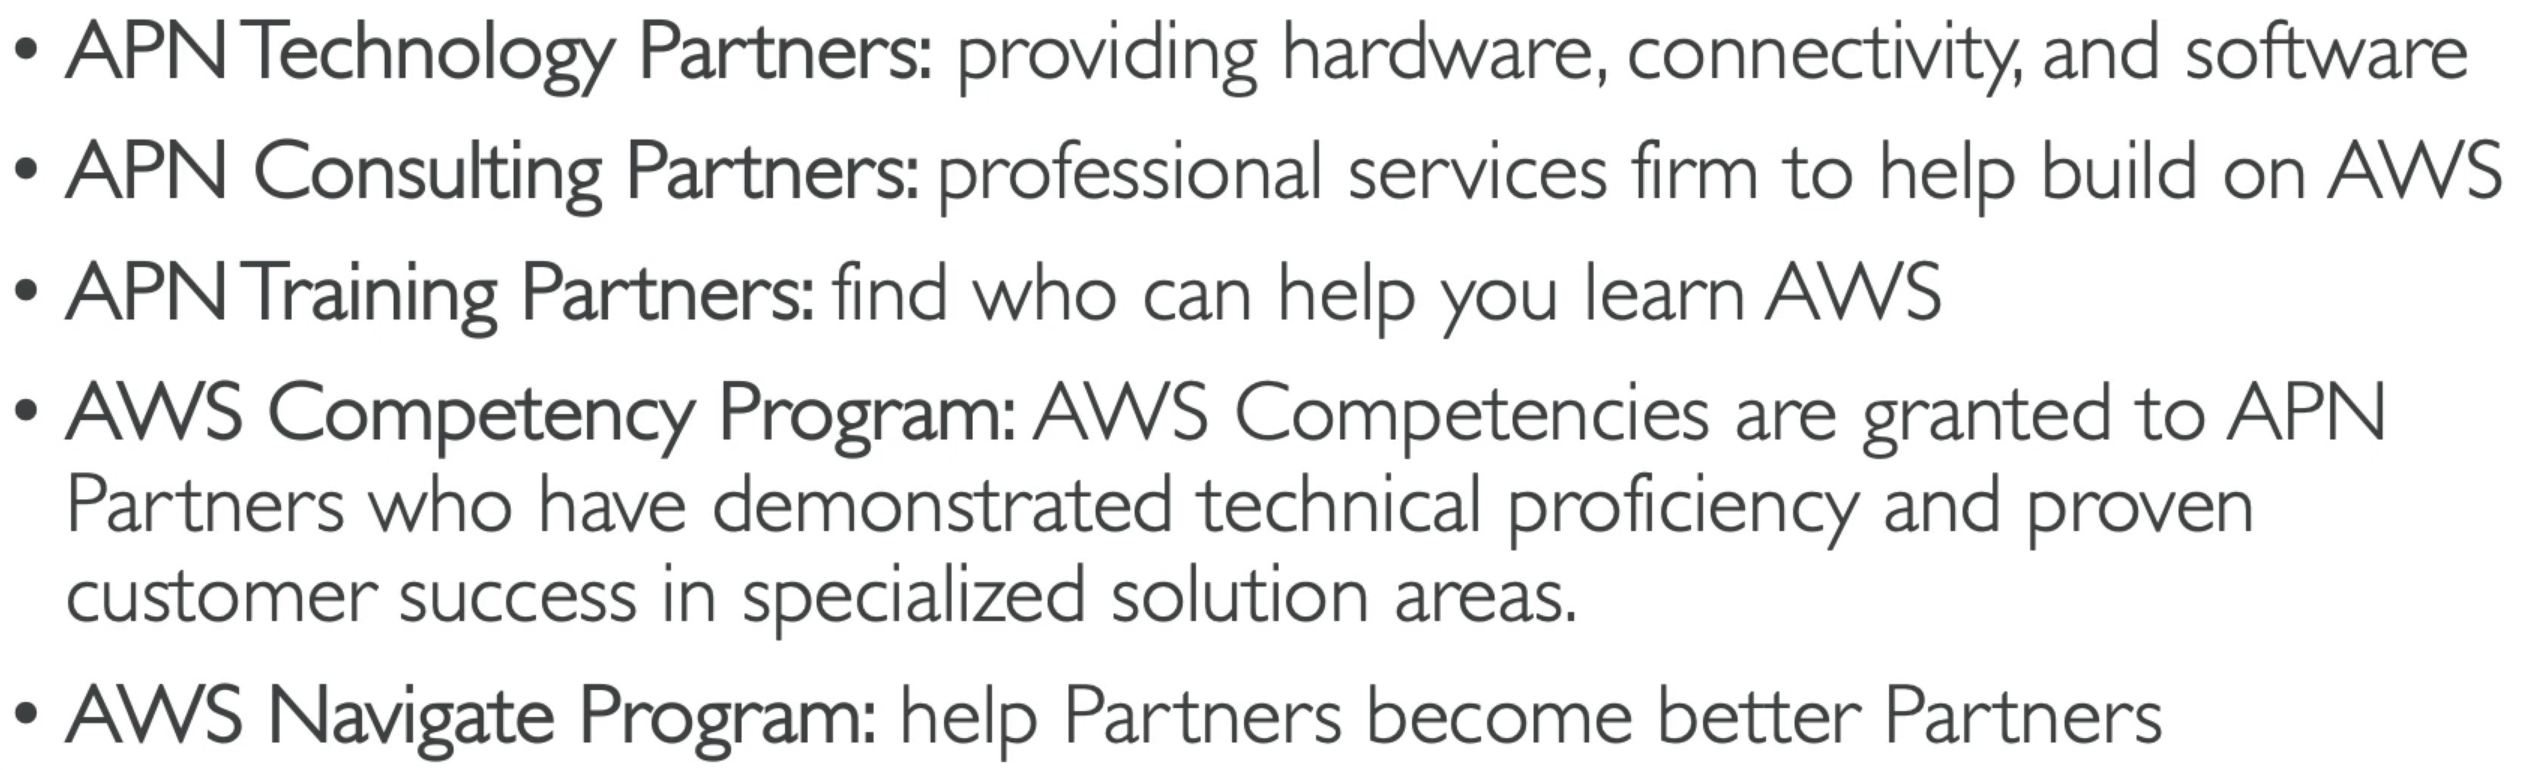 • APN Technology Partners: providing hardware, connectivity, and software
• APN Consulting Partners: professional services firm to help build on AWS
• APN Training Partners: find who can help you learn AWS
• AWS Competency Program: AWS Competencies are granted to APN
Partners who have demonstrated technical proficiency and proven
customer success in specialized solution areas.
• AWS Navigate Program: help Partners become better Partners